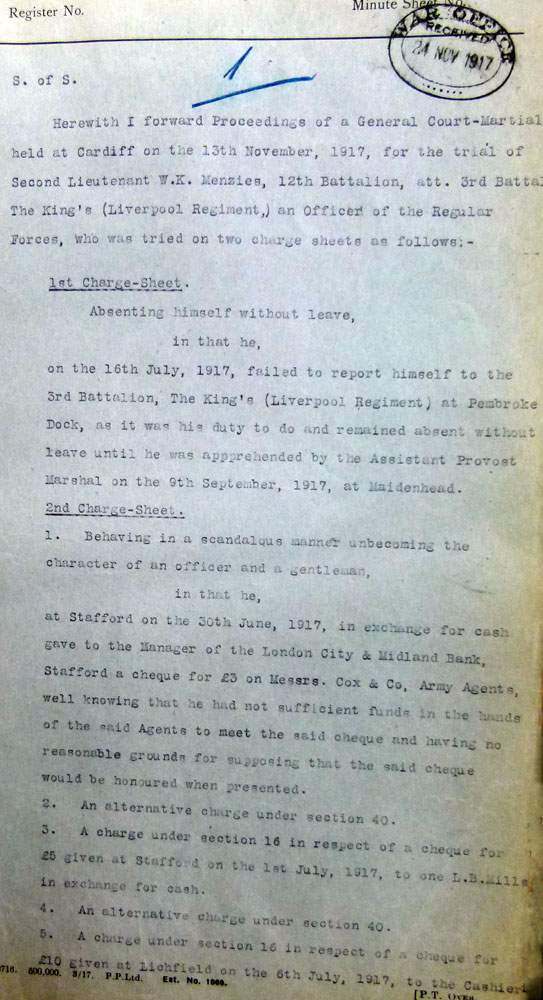 Register No.
Minute Sheet No.
WAR OFFICE
RECEIVED
24 NOV 1917
1
S. of S.
Herewith I forward Proceedings of a General Court-Martial
held at Cardiff on the 13th November, 1917, for the trial of
Second Lieutenant W.K. Menzies, 12th Battalion, att. 3rd Battal
The King's (Liverpool Regiment,) an Officer of the Regular
Forces, who was tried on two charge sheets as follows:-
1st Charge-Sheet.
Absenting himself without leave,
in that he,
on the 16th July, 1917, failed to report himself to the
3rd Battalion, The King's (Liverpool Regiment) at Pembroke
Dock, as it was his duty to do and remained absent without
leave until he was appprehended by the Assistant Provost
Marshal on the 9th September, 1917, at Maidenhead.
2nd Charge-Sheet.
1. Behaving in a scandalous manner unbecoming the
character of an officer and a gentleman,
in that he,
at Stafford on the 30th June, 1917, in exchange for cash
gave to the Manager of the London City & Midland Bank,
Stafford a cheque for £3 on Messrs. Cox & Co, Army Agents,
well knowing that he had not sufficient funds in the hands
of the said Agents to meet the said cheque and having no
reasonable grounds for supposing that the said cheque
would be honoured when presented.
2. An alternative charge under section 40.
3. A charge under section 16 in respect of a cheque for
£5 given at Stafford on the 1st July, 1917, to one L.B.Mills
in exchange for cash.
4. An alternative charge under section 40.
5. A charge under section 16 in respect of a cheque for
£10 given at Lichfield on the 6th July, 1917, to the Cashier
716. 600,000. 3/17. P.P.Ltd. Est. No. 1060.
[P.T. OVER